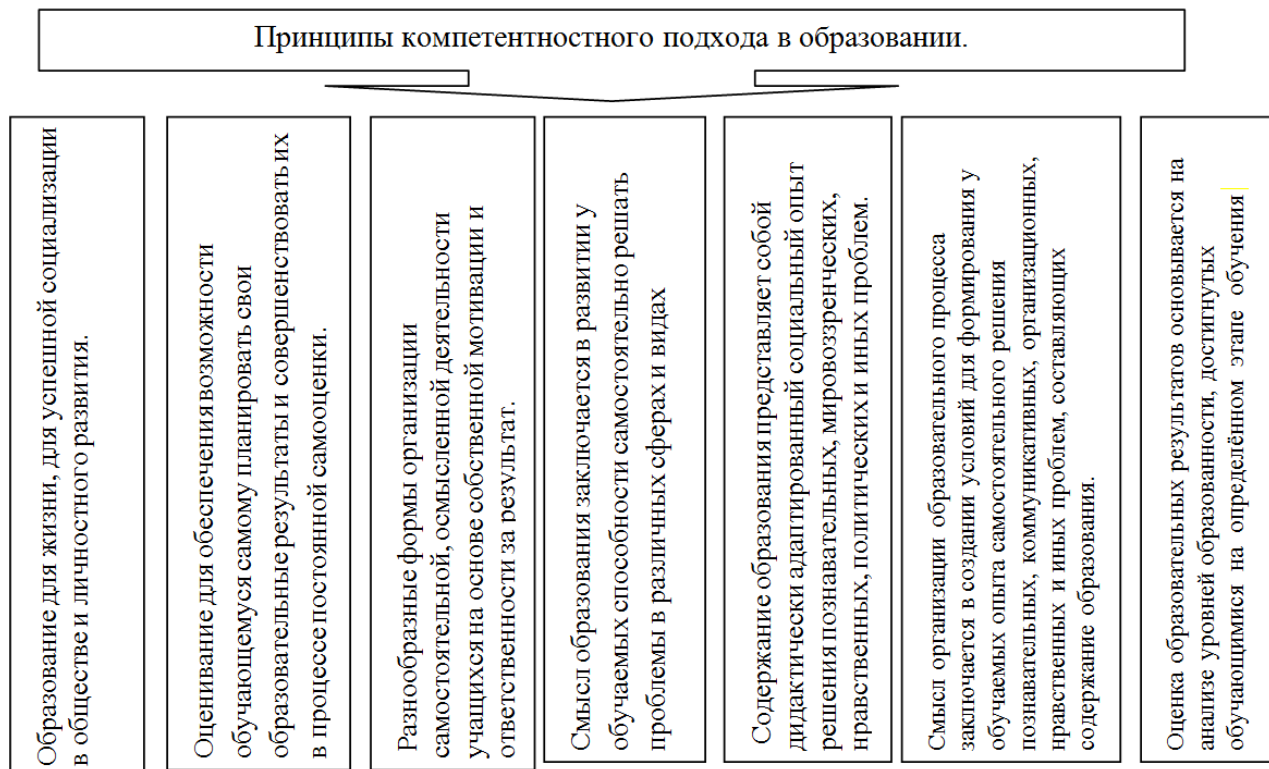 Принципы компетентностного подхода в образовании.
Образование для жизни, для успешной социализации
в обществе и личностного развития.
Оценивание для обеспечения возможности
обучающемуся самому планировать свои
образовательные результаты и совершенствовать их
в процессе постоянной самооценки.
Разнообразные формы организации
самостоятельной, осмысленной деятельности
учащихся на основе собственной мотивации и
ответственности за результат.
Смысл образования заключается в развитии у
обучаемых способности самостоятельно решать
проблемы в различных сферах и видах
Содержание образования представляет собой
дидактически адаптированный социальный опыт
решения познавательных, мировоззренческих,
нравственных, политических и иных проблем.
Смысл организации образовательного процесса
заключается в создании условий для формирования у
обучаемых опыта самостоятельного решения
познавательных, коммуникативных, организационных,
нравственных и иных проблем, составляющих
содержание образования.
Оценка образовательных результатов основывается на
анализе уровней образованности, достигнутых
обучающимися на определённом этапе обучения